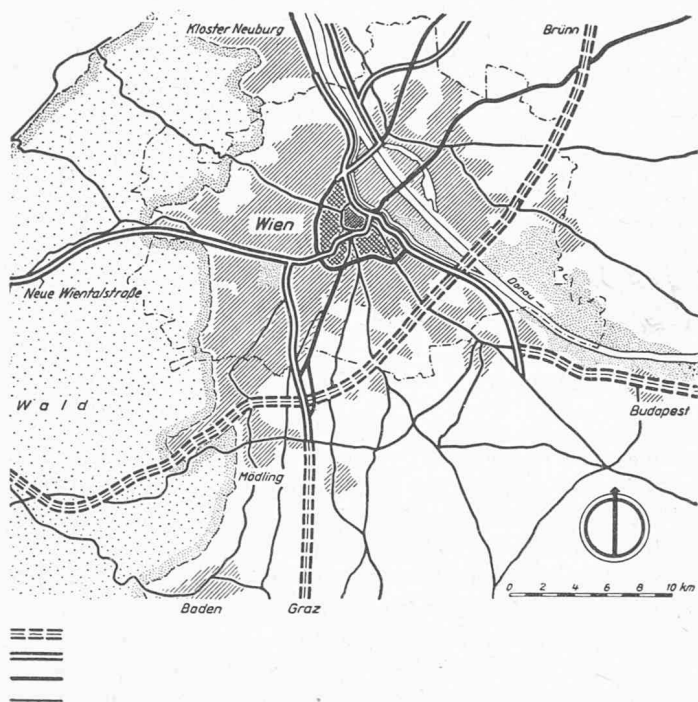 Kloster Neuburg
Brünn
Wien
Neue Wientalstraße
Donau
Wald
Budapest
Mödling
0 2 4 6 8 10 km
Baden
Graz